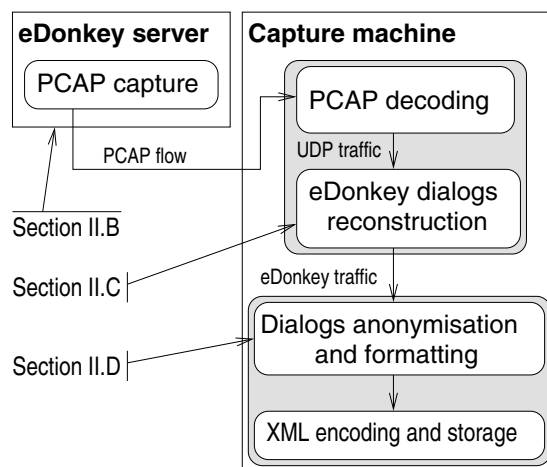 eDonkey server
PCAP capture
Capture machine
PCAP decoding
PCAP flow
UDP traffic
eDonkey dialogs
reconstruction
Section II.B
Section II.C
eDonkey traffic
Dialogs anonymisation
and formatting
Section II.D
XML encoding and storage